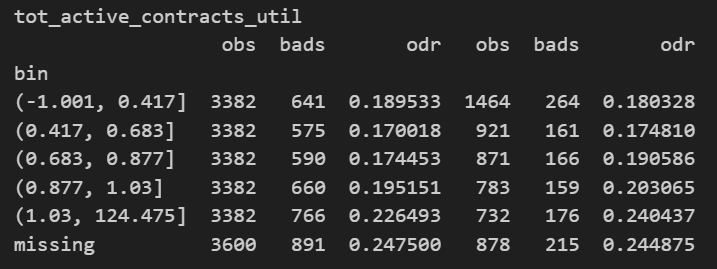 tot_active_contracts_util
obs bads odr obs bads odr
bin
(-1.001, 0.417] 3382 641 0.189533 1464 264 0.180328
(0.417, 0.683] 3382 575 0.170018 921 161 0.174810
(0.683, 0.877] 3382 590 0.174453 871 166 0.190586
(0.877, 1.03] 3382 660 0.195151 783 159 0.203065
(1.03, 124.475] 3382 766 0.226493 732 176 0.240437
missing 3600 891 0.247500 878 215 0.244875